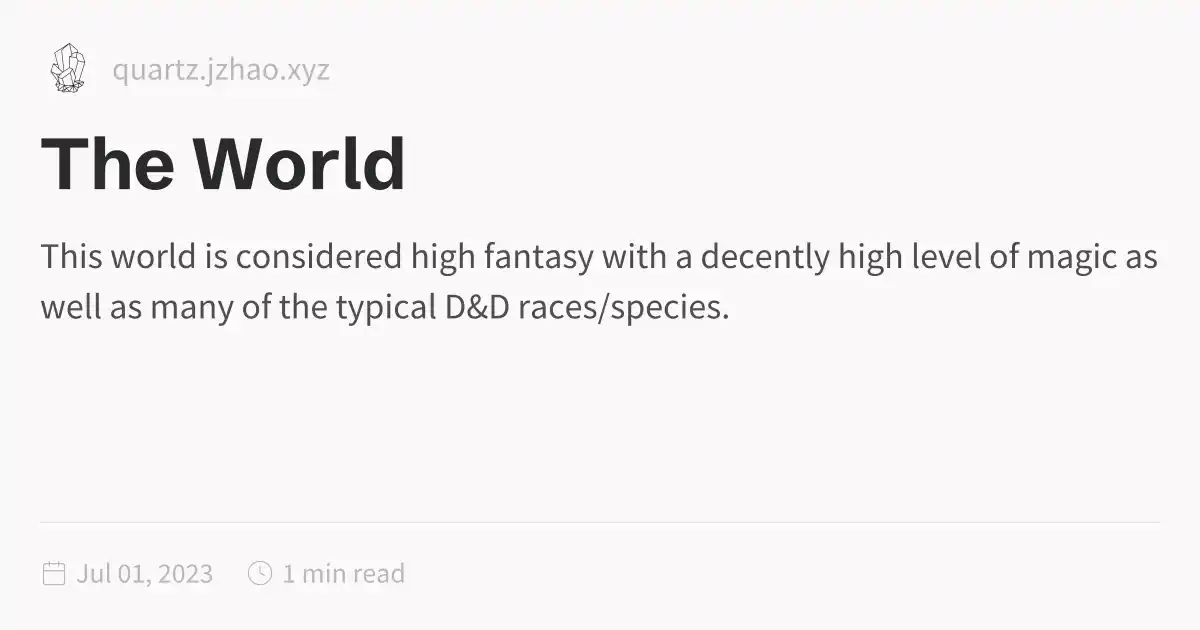 quartz.jzhao.xyz
The World
This world is considered high fantasy with a decently high level of magic as
well as many of the typical D&D races/species.
Jul 01, 2023 1 min read